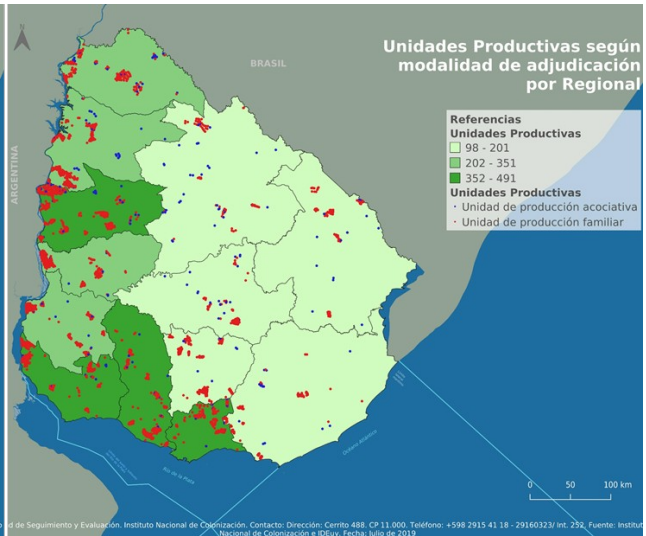 Unidades Productivas según
modalidad de adjudicación
por Regional
N
BRASIL
ARGENTINA
Referencias
Unidades Productivas
98 - 201
202 - 351
352 - 491
Unidades Productivas
Unidad de producción acociativa
Unidad de producción familiar
Río de la Plata
Océano Atlántico
0 50 100 km
d de Seguimiento y Evaluación. Instituto Nacional de Colonización. Contacto: Dirección: Cerrito 488. CP 11.000. Teléfono: +598 2915 41 18 - 29160323/ Int. 252. Fuente: Institut
Nacional de Colonización e IDEuy. Fecha: Julio de 2019